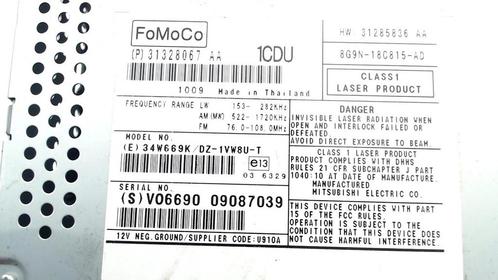 FoMoCo
(P) 31328067 AA
1CDU
HW 31285836 AA
8G9N-18C815-AD
CLASS1
LASER PRODUCT
1009 Made in Thailand
FREQUENCY RANGE LW 153- 282KHz
AM(MW) 522- 1720KHz
FM 76.0-108.0MHz
MODEL NO.
(E) 34W669K/DZ-1VW8U-T
e13
03 6329
SERIAL NO.
(S) VO6690 09087039
12V NEG.GROUND/SUPPLIER CODE:U910A
DANGER
INVISIBLE LASER RADIATION WHEN
OPEN AND INTERLOCK FAILED OR
DEFEATED.
AVOID DIRECT EXPOSURE TO BEAM
CLASS 1 LASER PRODUCT
THIS PRODUCT COMPLIES WITH DHHS
RULES 21 CFR SUBCHAPTER J PART
1040:10 AT DATE OF MANUFACTURE
MANUFACTURED
MITSUBISHI ELECTRIC CO.
THIS DEVICE COMPLIES WITH PART
15 OF THE FCC RULES.
OPERATION IS SUBJECT TO THE
CONDITION THAT THIS DEVICE DOES
NOT CAUSE HARMFUL INTERFERENCE